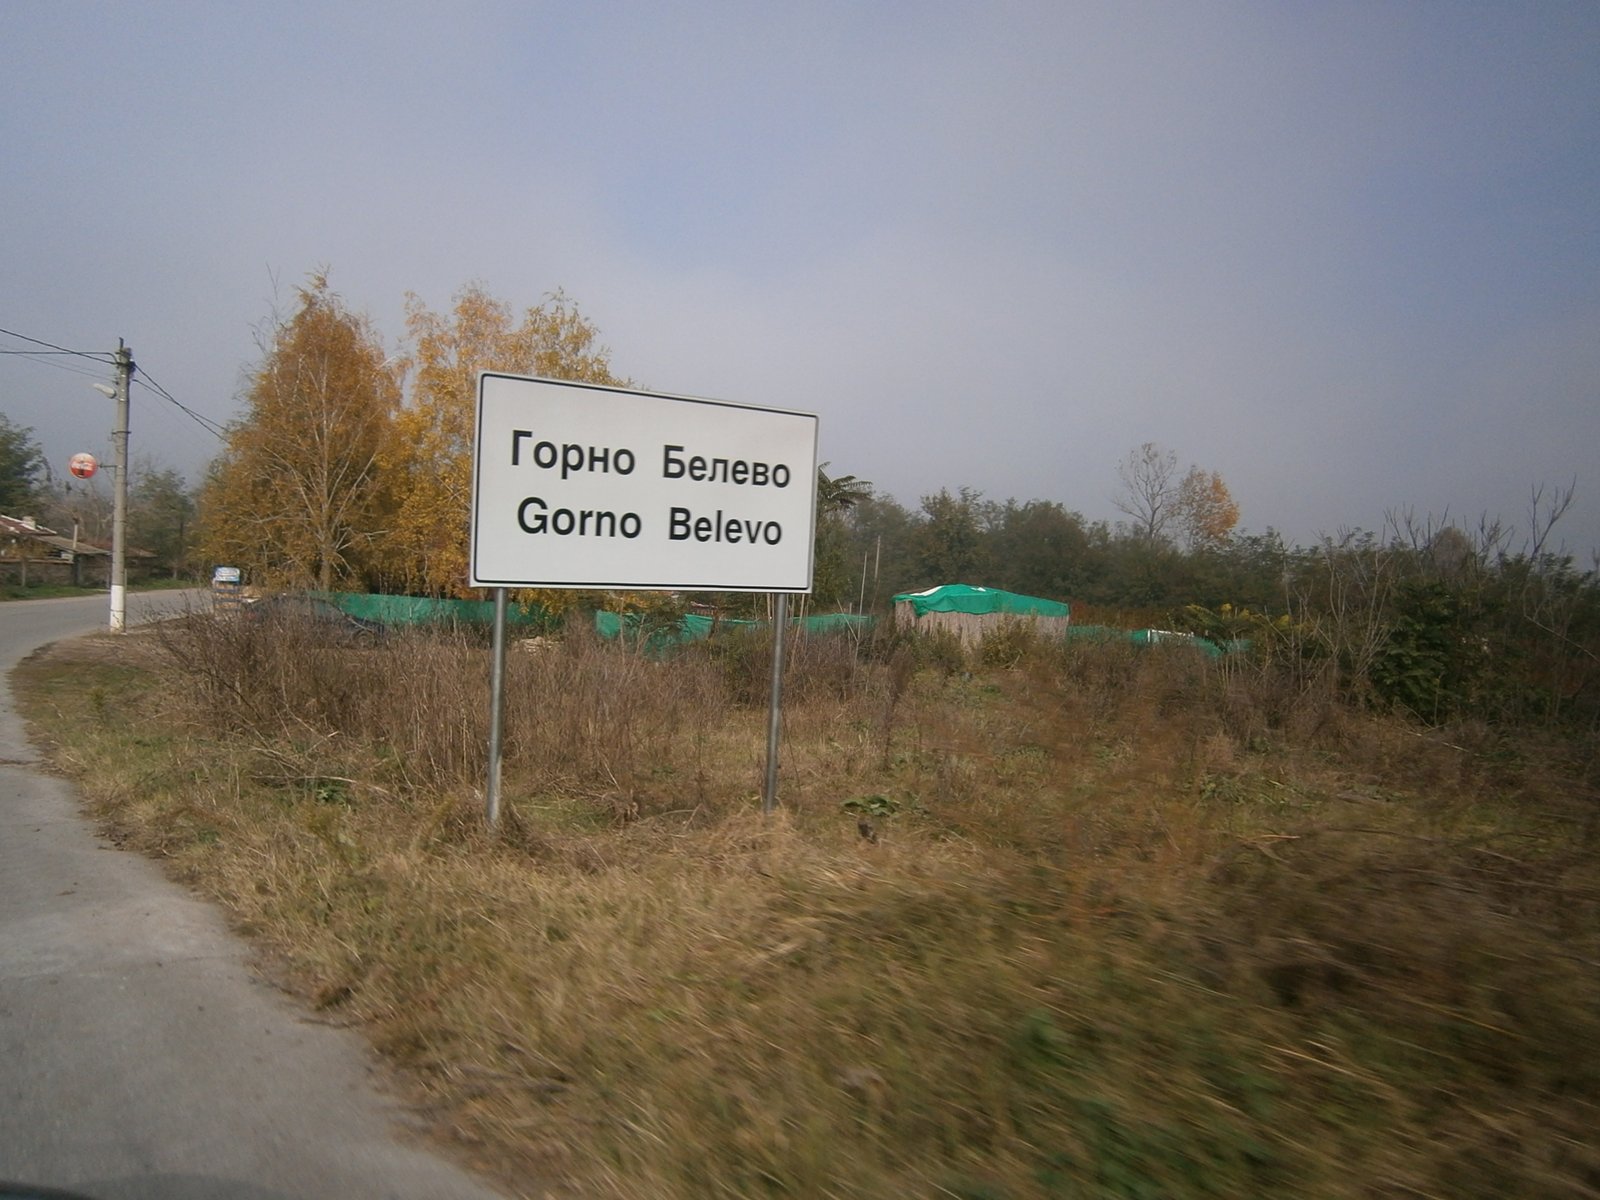 Горно Белево
Gorno Belevo